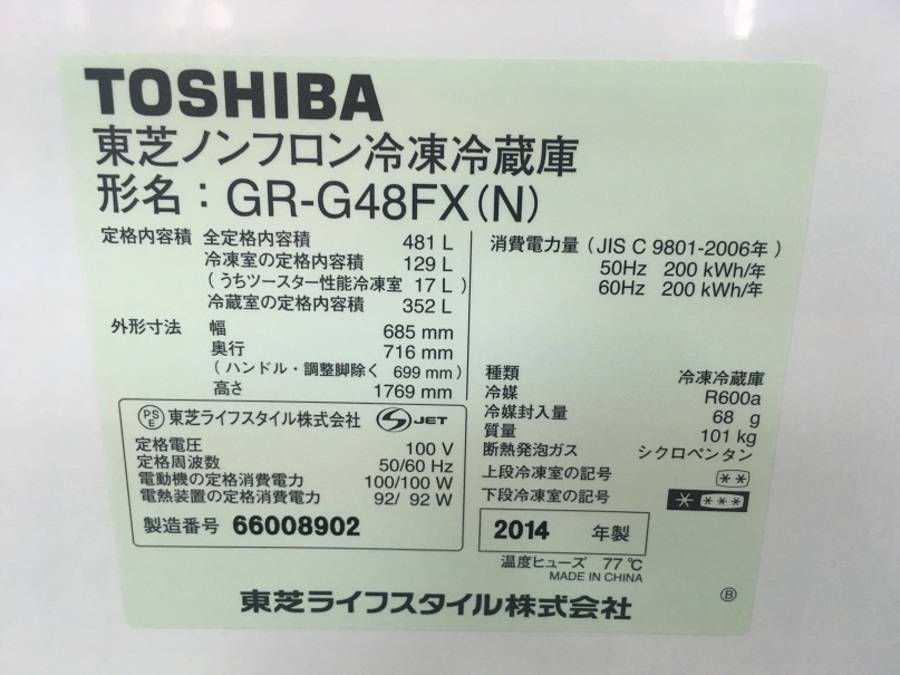 TOSHIBA
東芝ノンフロン冷凍冷蔵庫
形名：GR-G48FX(N)
定格内容積 全定格内容積 481 L
冷凍室の定格内容積 129 L
(うちツースター性能冷凍室 17 L)
冷蔵室の定格内容積 352 L
外形寸法 幅 685 mm
奥行 716 mm
(ハンドル・調整脚除く 699 mm)
高さ 1769 mm
PSE 東芝ライフスタイル株式会社 S JET
定格電圧 100 V
定格周波数 50/60 Hz
電動機の定格消費電力 100/100 W
電熱装置の定格消費電力 92/ 92 W
製造番号 66008902
消費電力量 (JIS C 9801-2006年)
50Hz 200 kWh/年
60Hz 200 kWh/年
種類 冷凍冷蔵庫
冷媒 R600a
冷媒封入量 68 g
質量 101 kg
断熱発泡ガス シクロペンタン
上段冷凍室の記号 **
下段冷凍室の記号 * ***
2014 年製
温度ヒューズ 77℃
MADE IN CHINA
Ⓑ
東芝ライフスタイル株式会社